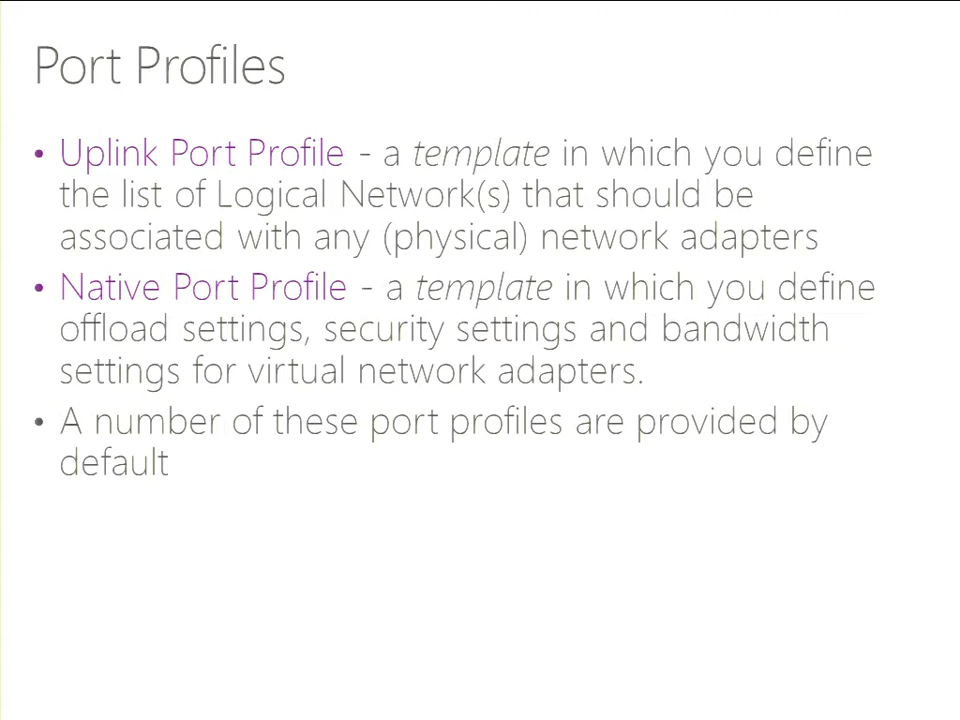 Port Profiles
• Uplink Port Profile - a template in which you define
the list of Logical Network(s) that should be
associated with any (physical) network adapters
• Native Port Profile - a template in which you define
offload settings, security settings and bandwidth
settings for virtual network adapters.
• A number of these port profiles are provided by
default